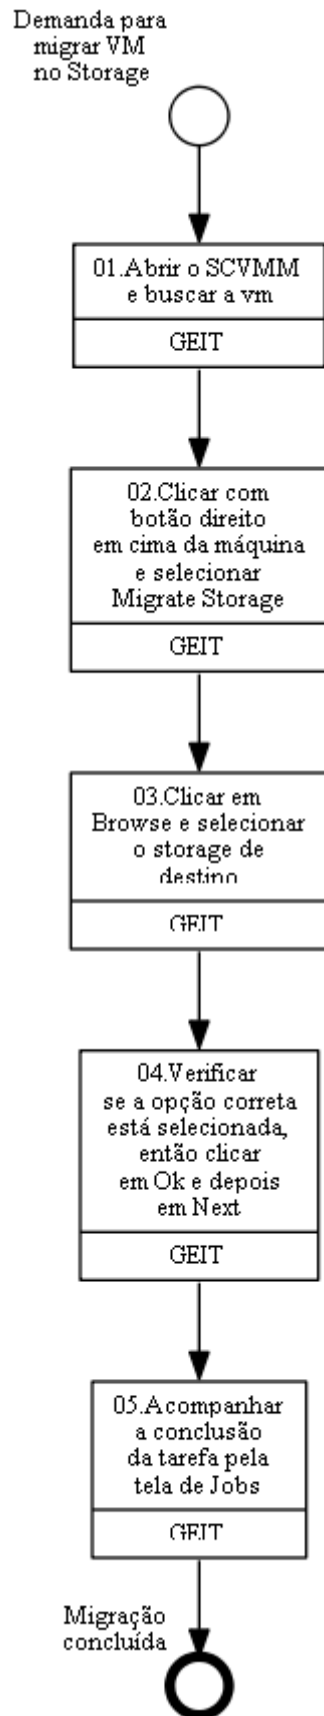 Demanda para
migrar VM
no Storage
01.Abrir o SCVMM
e buscar a vm
GEIT
02.Clicar com
botão direito
em cima da máquina
e selecionar
Migrate Storage
GEIT
03.Clicar em
Browse e selecionar
o storage de
destino
GEIT
04.Verificar
se a opção correta
está selecionada,
então clicar
em Ok e depois
em Next
GEIT
05.Acompanhar
a conclusão
da tarefa pela
tela de Jobs
GEIT
Migração
concluída